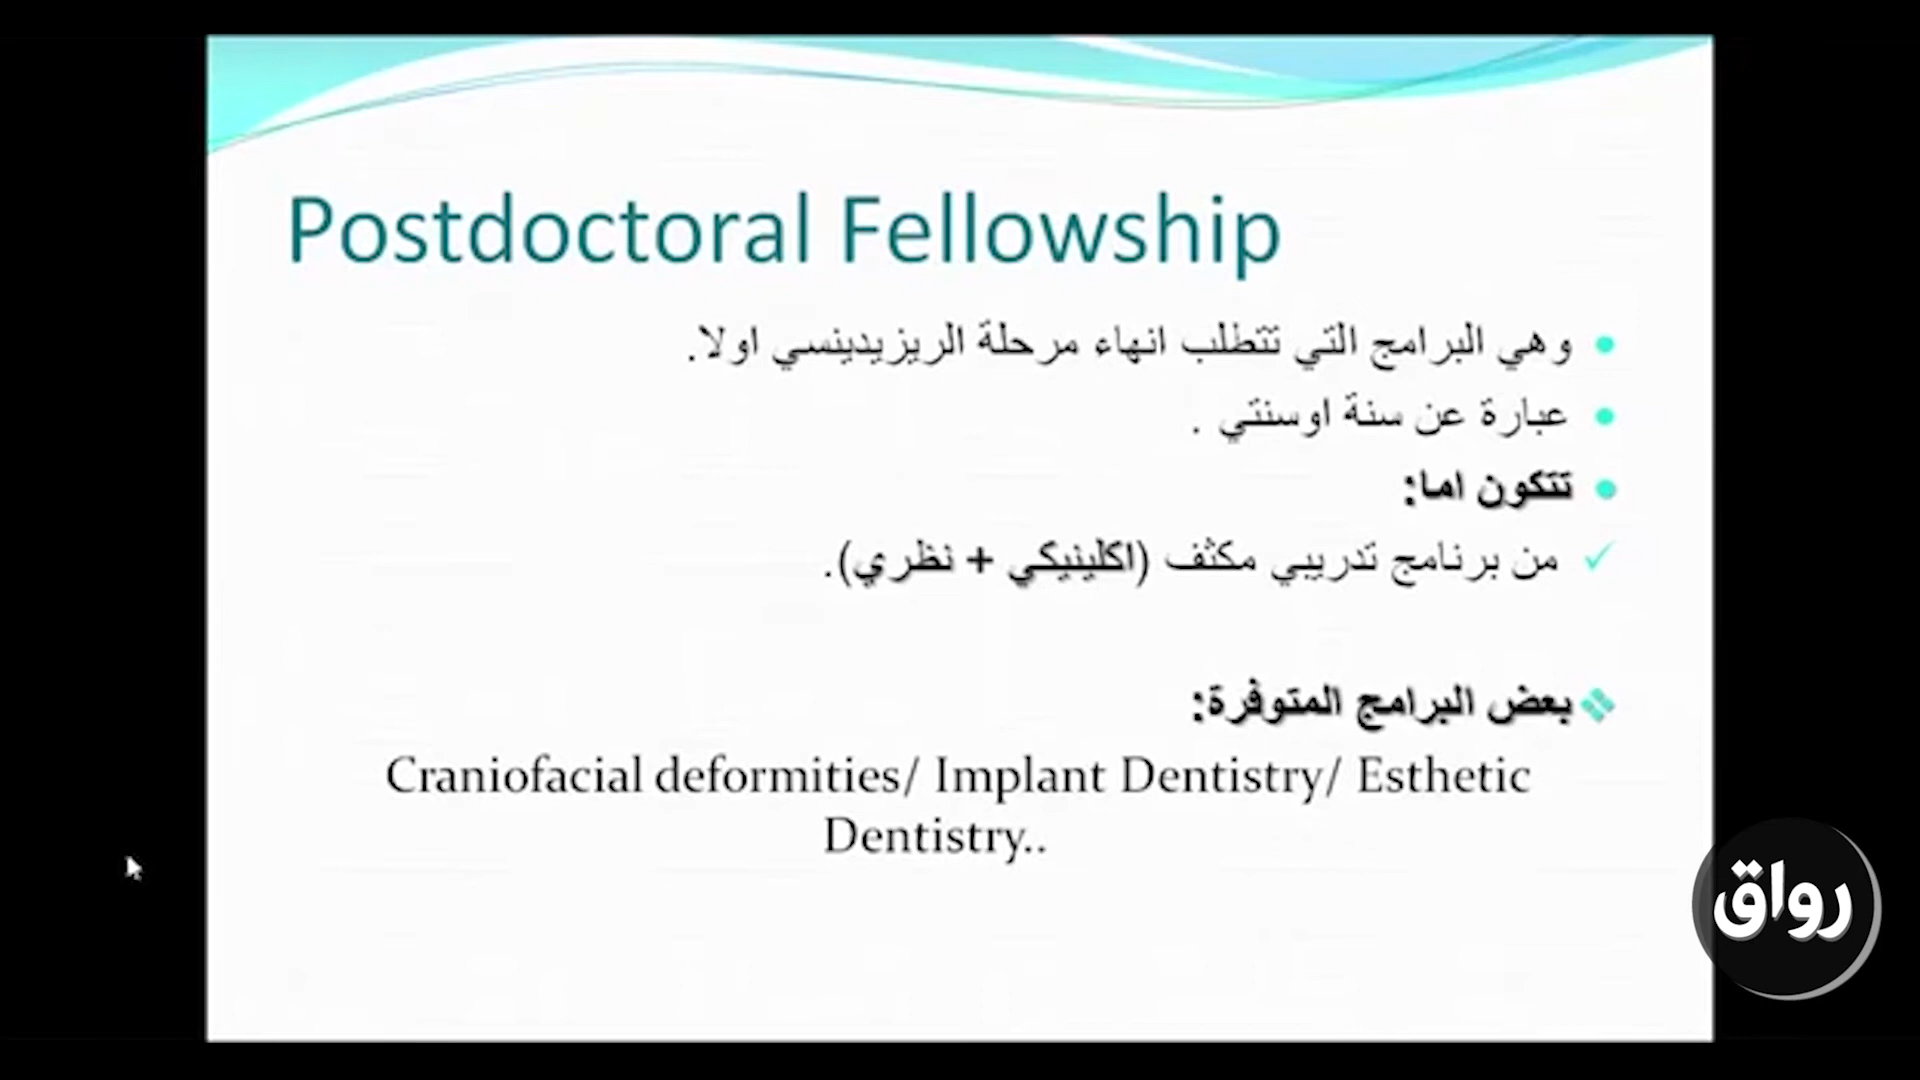 Postdoctoral Fellowship
وهي البرامج التي تتطلب انهاء مرحلة الريزيدينسي اولا.
عبارة عن سنة اوسنتي .
تتكون اما:
من برنامج تدريبي مكثف (اكلينيكي + نظري).
بعض البرامج المتوفرة:
Craniofacial deformities/ Implant Dentistry/ Esthetic
Dentistry..
رواق